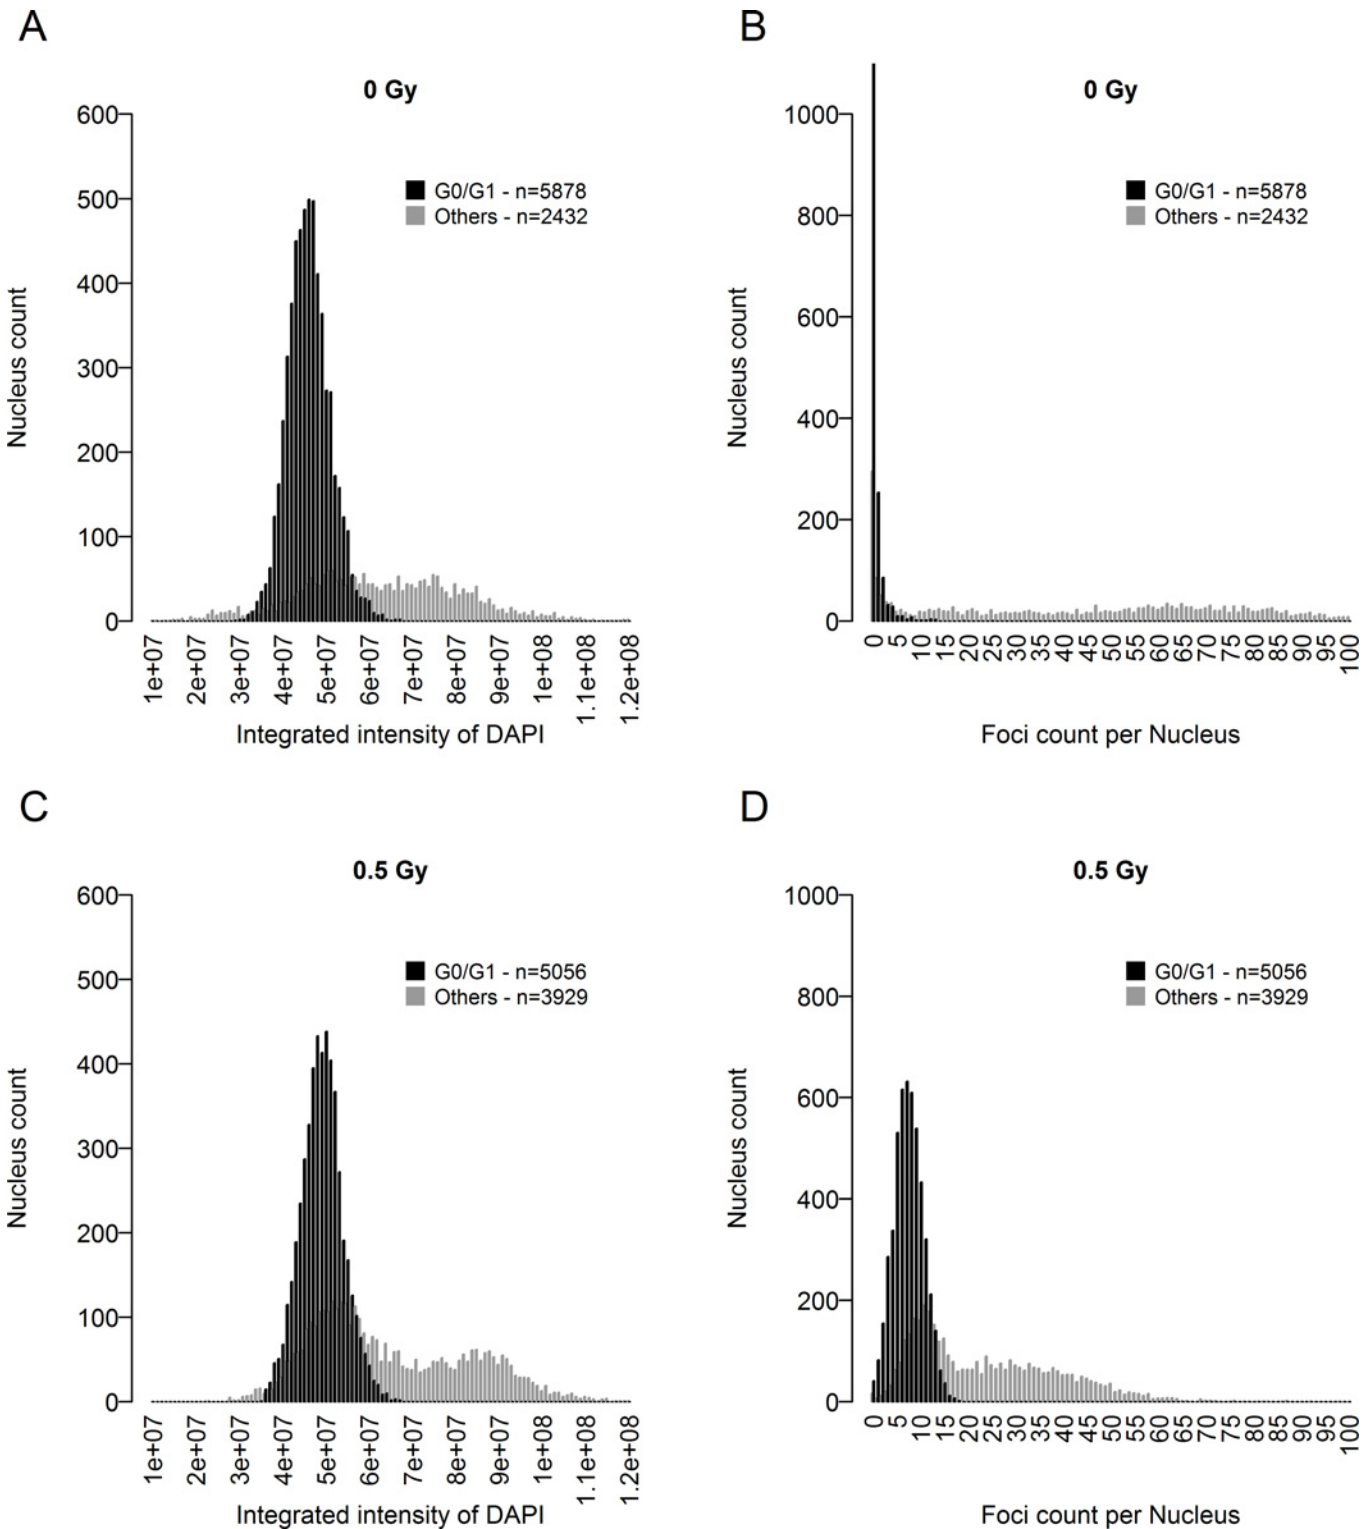 A
0 Gy
600
500
400
300
200
100
0
Nucleus count
G0/G1 - n=5878
Others - n=2432
1e+07
2e+07
3e+07
4e+07
5e+07
6e+07
7e+07
8e+07
9e+07
1e+08
1.1e+08
1.2e+08
Integrated intensity of DAPI
B
0 Gy
1000
800
600
400
200
0
Nucleus count
G0/G1 - n=5878
Others - n=2432
0
5
10
15
20
25
30
35
40
45
50
55
60
65
70
75
80
85
90
95
100
Foci count per Nucleus
C
0.5 Gy
600
500
400
300
200
100
0
Nucleus count
G0/G1 - n=5056
Others - n=3929
1e+07
2e+07
3e+07
4e+07
5e+07
6e+07
7e+07
8e+07
9e+07
1e+08
1.1e+08
1.2e+08
Integrated intensity of DAPI
D
0.5 Gy
1000
800
600
400
200
0
Nucleus count
G0/G1 - n=5056
Others - n=3929
0
5
10
15
20
25
30
35
40
45
50
55
60
65
70
75
80
85
90
95
100
Foci count per Nucleus